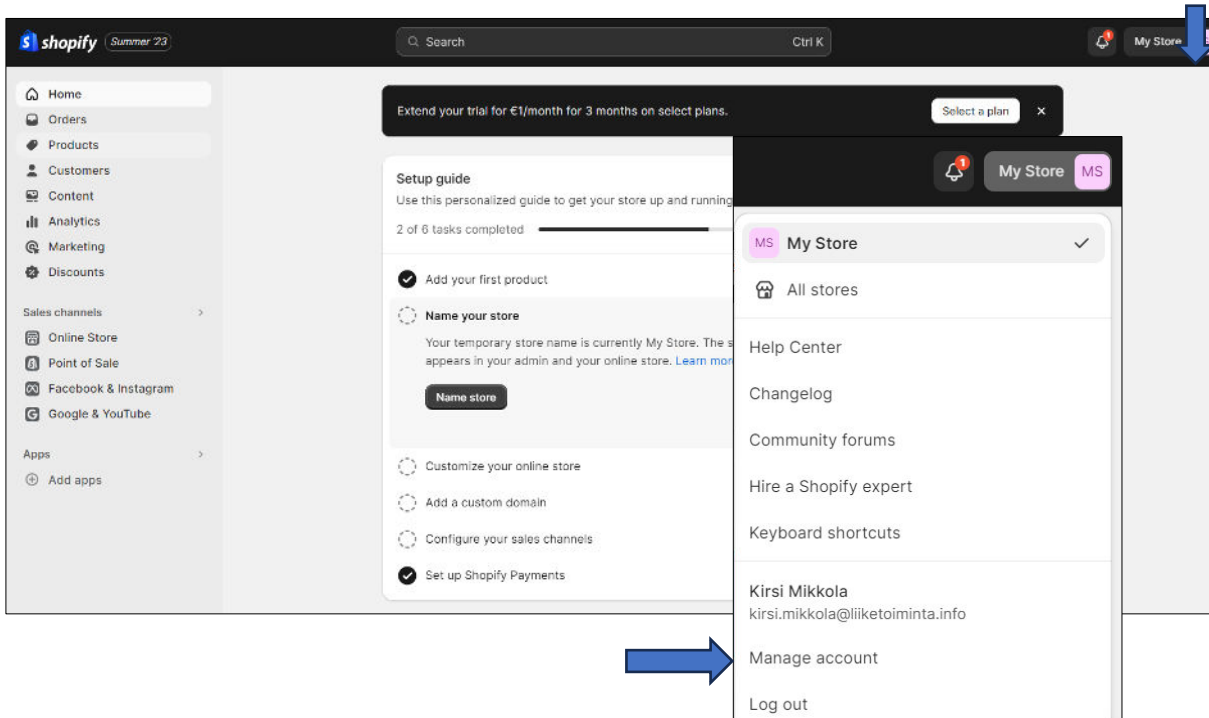 shopify Summer '23
Search Ctrl K
1
My Store
Home
Orders
Products
Customers
Content
Analytics
Marketing
Discounts
Sales channels
Online Store
Point of Sale
Facebook & Instagram
Google & YouTube
Apps
Add apps
Extend your trial for €1/month for 3 months on select plans.
Select a plan
Setup guide
Use this personalized guide to get your store up and running
2 of 6 tasks completed
Add your first product
Name your store
Your temporary store name is currently My Store. The s
appears in your admin and your online store. Learn mor
Name store
Customize your online store
Add a custom domain
Configure your sales channels
Set up Shopify Payments
1
My Store MS
MS My Store
All stores
Help Center
Changelog
Community forums
Hire a Shopify expert
Keyboard shortcuts
Kirsi Mikkola
kirsi.mikkola@liiketoiminta.info
Manage account
Log out